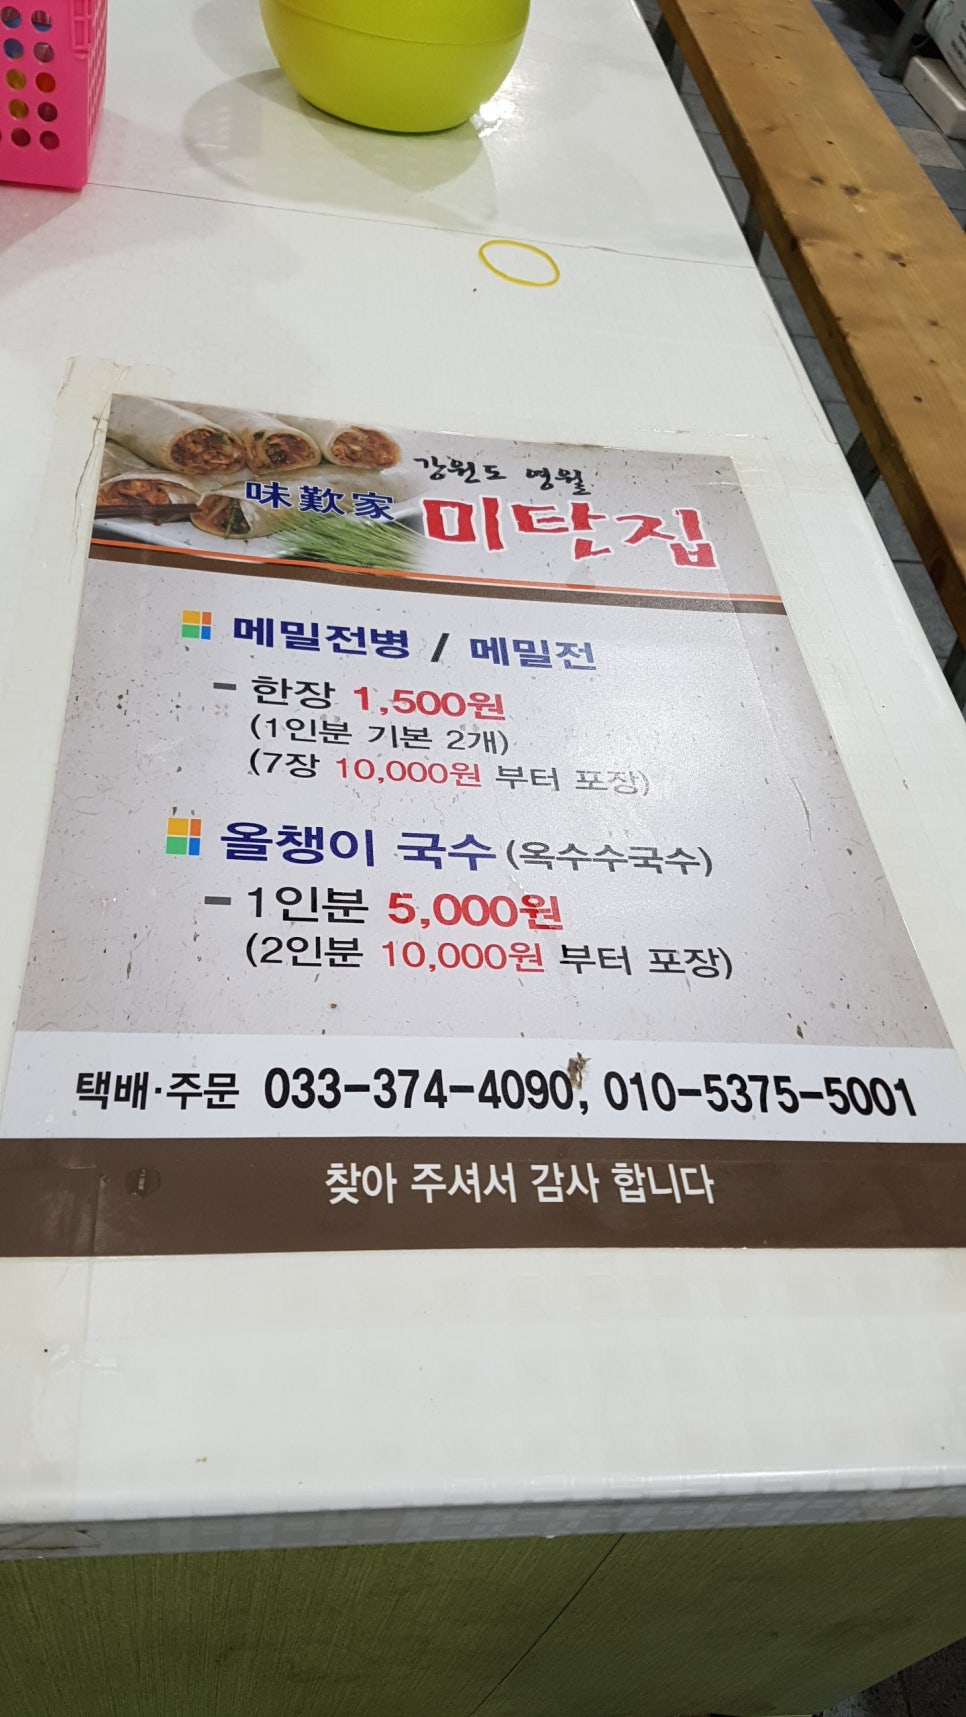 강원도 영월
味歎家 미탄집
메밀전병 / 메밀전
- 한장 1,500원
(1인분 기본 2개)
(7장 10,000원 부터 포장)
올챙이 국수 (옥수수국수)
- 1인분 5,000원
(2인분 10,000원 부터 포장)
택배·주문 033-374-4090, 010-5375-5001
찾아 주셔서 감사 합니다